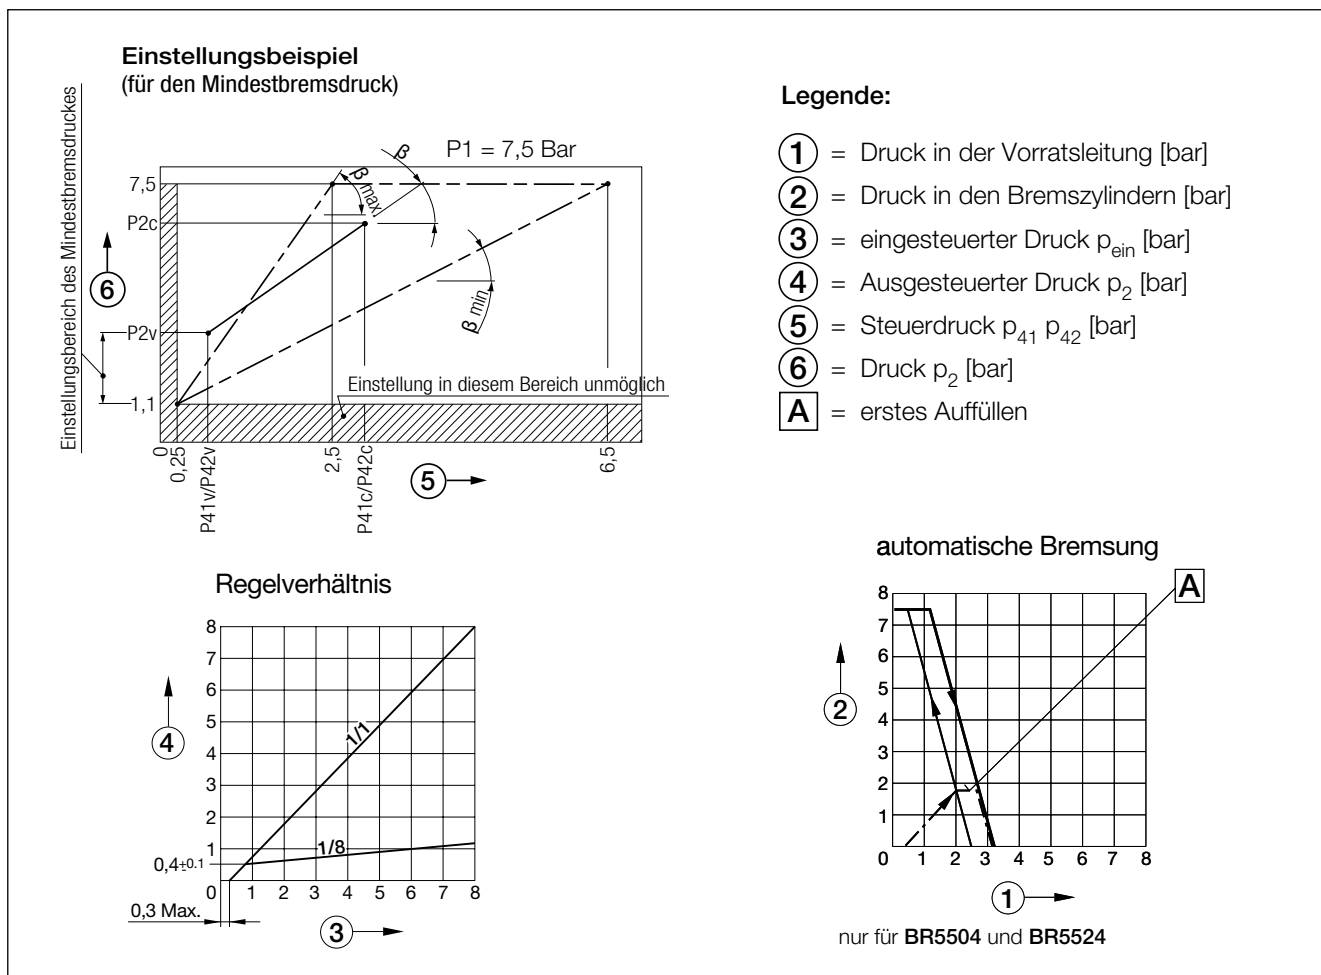 Einstellungsbeispiel
(für den Mindestbremsdruck)
Einstellungsbereich des Mindestbremsdruckes
P1 = 7,5 Bar
β
β max
β min
7,5
P2c
6
P2v
1,1
Einstellung in diesem Bereich unmöglich
0
0,25
P41v/P42v
2,5
P41c/P42c
6,5
5
Legende:
1 = Druck in der Vorratsleitung [bar]
2 = Druck in den Bremszylindern [bar]
3 = eingesteuerter Druck p_ein [bar]
4 = Ausgesteuerter Druck p_2 [bar]
5 = Steuerdruck p_41 p_42 [bar]
6 = Druck p_2 [bar]
A = erstes Auffüllen
Regelverhältnis
8
7
6
5
4
3
2
1
4
1/1
1/8
0,4±0.1
0 1 2 3 4 5 6 7 8
0,3 Max.
3
automatische Bremsung
A
8
7
6
5
4
3
2
1
2
0 1 2 3 4 5 6 7 8
1
nur für BR5504 und BR5524